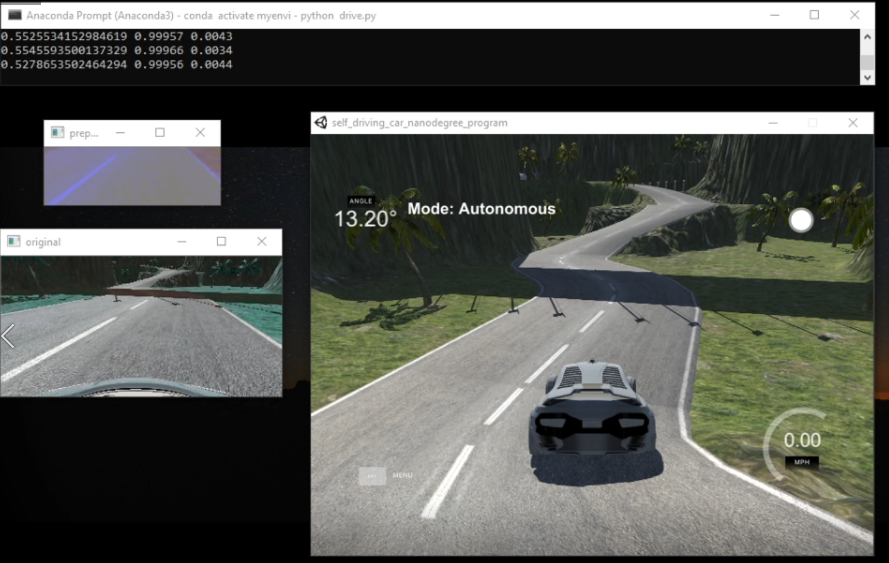 Anaconda Prompt (Anaconda3) - conda activate myenvi - python drive.py
0.5525534152984619 0.99957 0.0043
0.5545593500137329 0.99966 0.0034
0.5278653502464294 0.99956 0.0044
prep...
self_driving_car_nanodegree_program
ANGLE
13.20° Mode: Autonomous
original
0.00
MPH
MENU